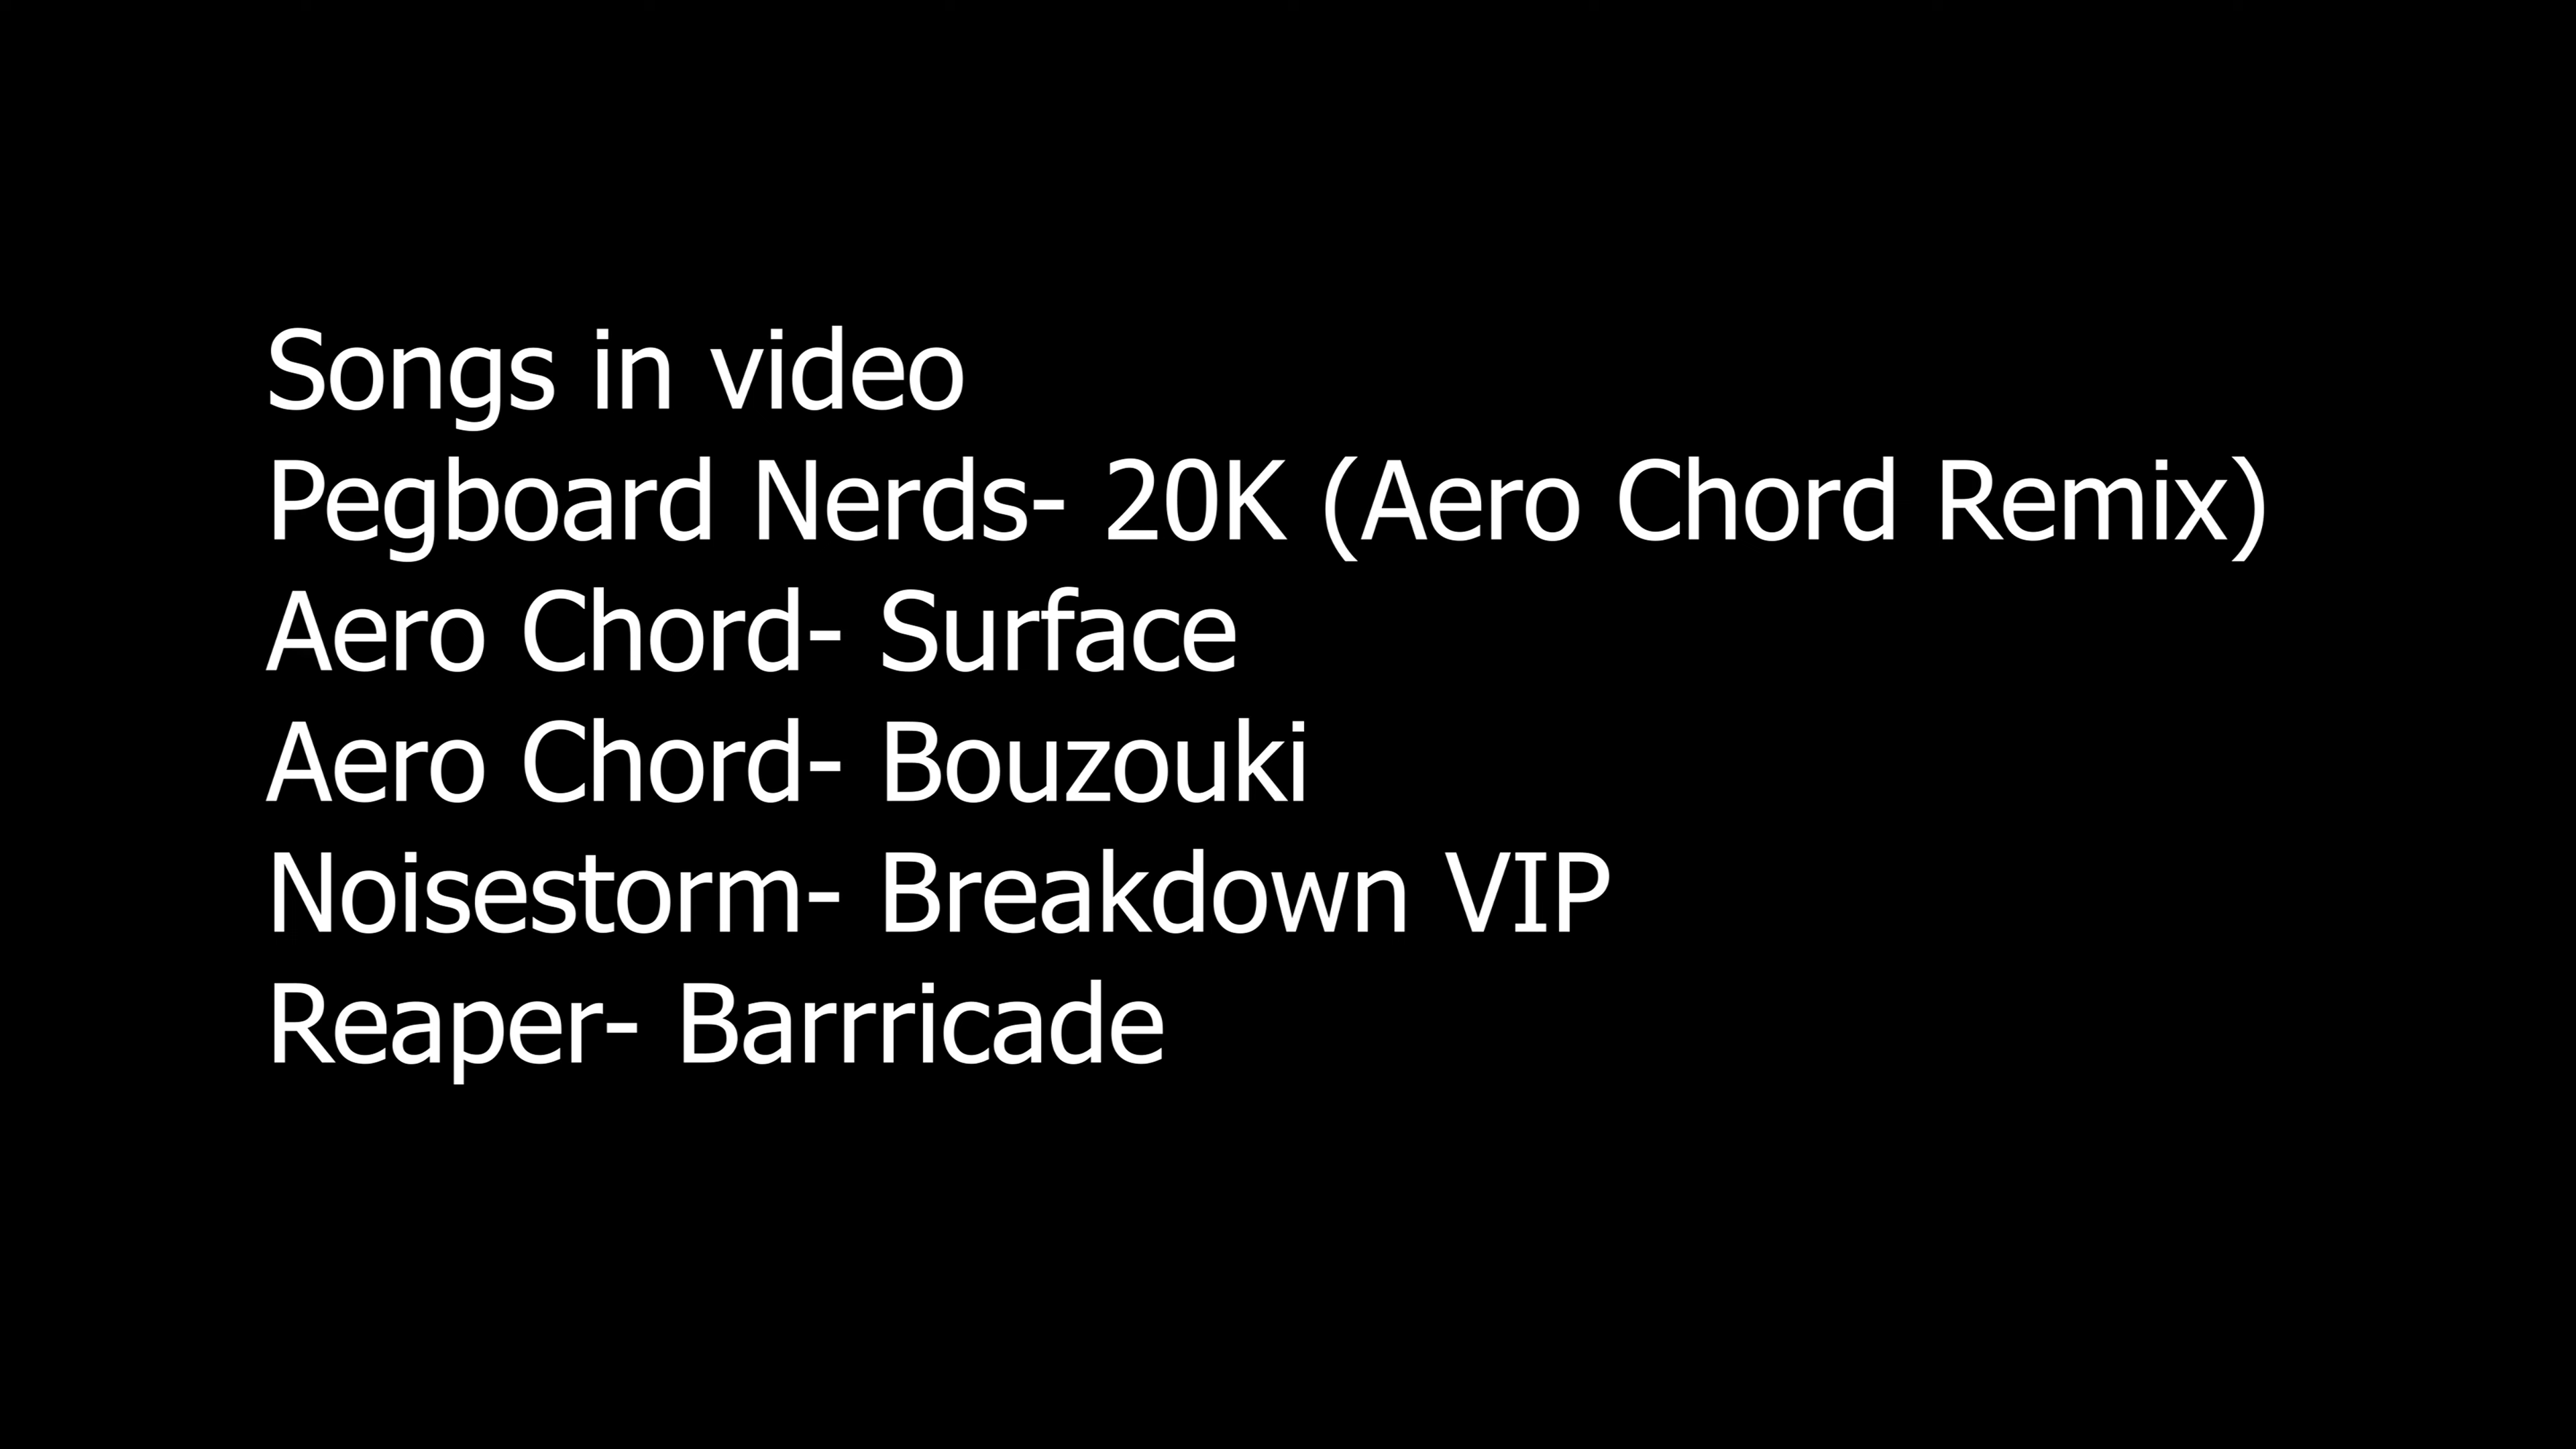 Songs in video
Pegboard Nerds- 20K (Aero Chord Remix)
Aero Chord- Surface
Aero Chord- Bouzouki
Noisestorm- Breakdown VIP
Reaper- Barrricade